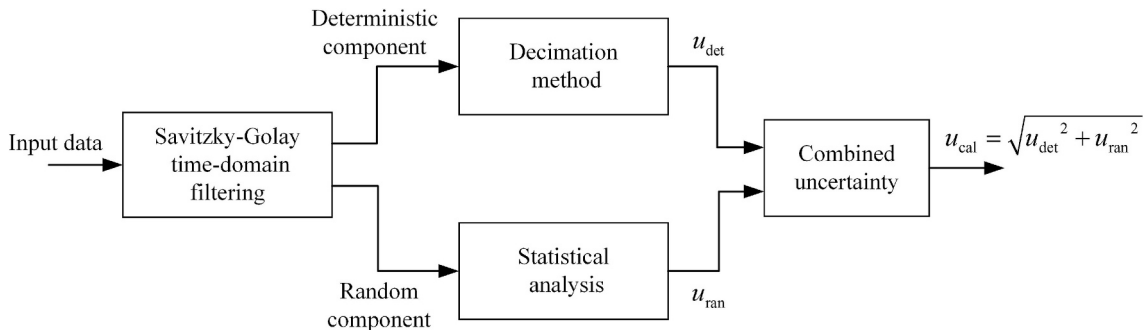 Input data
Savitzky-Golay
time-domain
filtering
Deterministic
component
Random
component
Decimation
method
Statistical
analysis
u_det
u_ran
Combined
uncertainty
u_cal = √(u_det² + u_ran²)